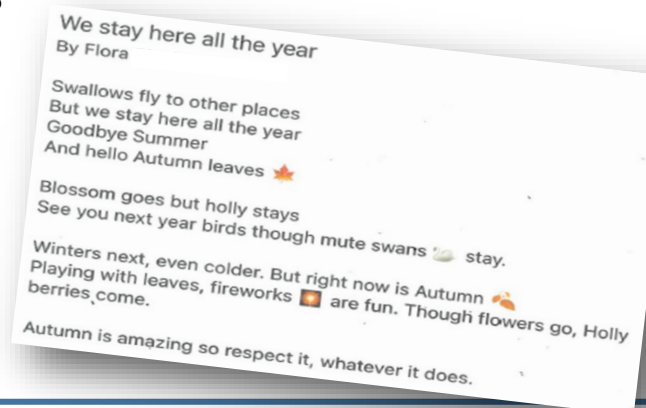 We stay here all the year
By Flora
Swallows fly to other places
But we stay here all the year
Goodbye Summer
And hello Autumn leaves 🍁
Blossom goes but holly stays
See you next year birds though mute swans 🦢 stay.
Winters next, even colder. But right now is Autumn 🍂
Playing with leaves, fireworks 🎇 are fun. Though flowers go, Holly
berries come.
Autumn is amazing so respect it, whatever it does.